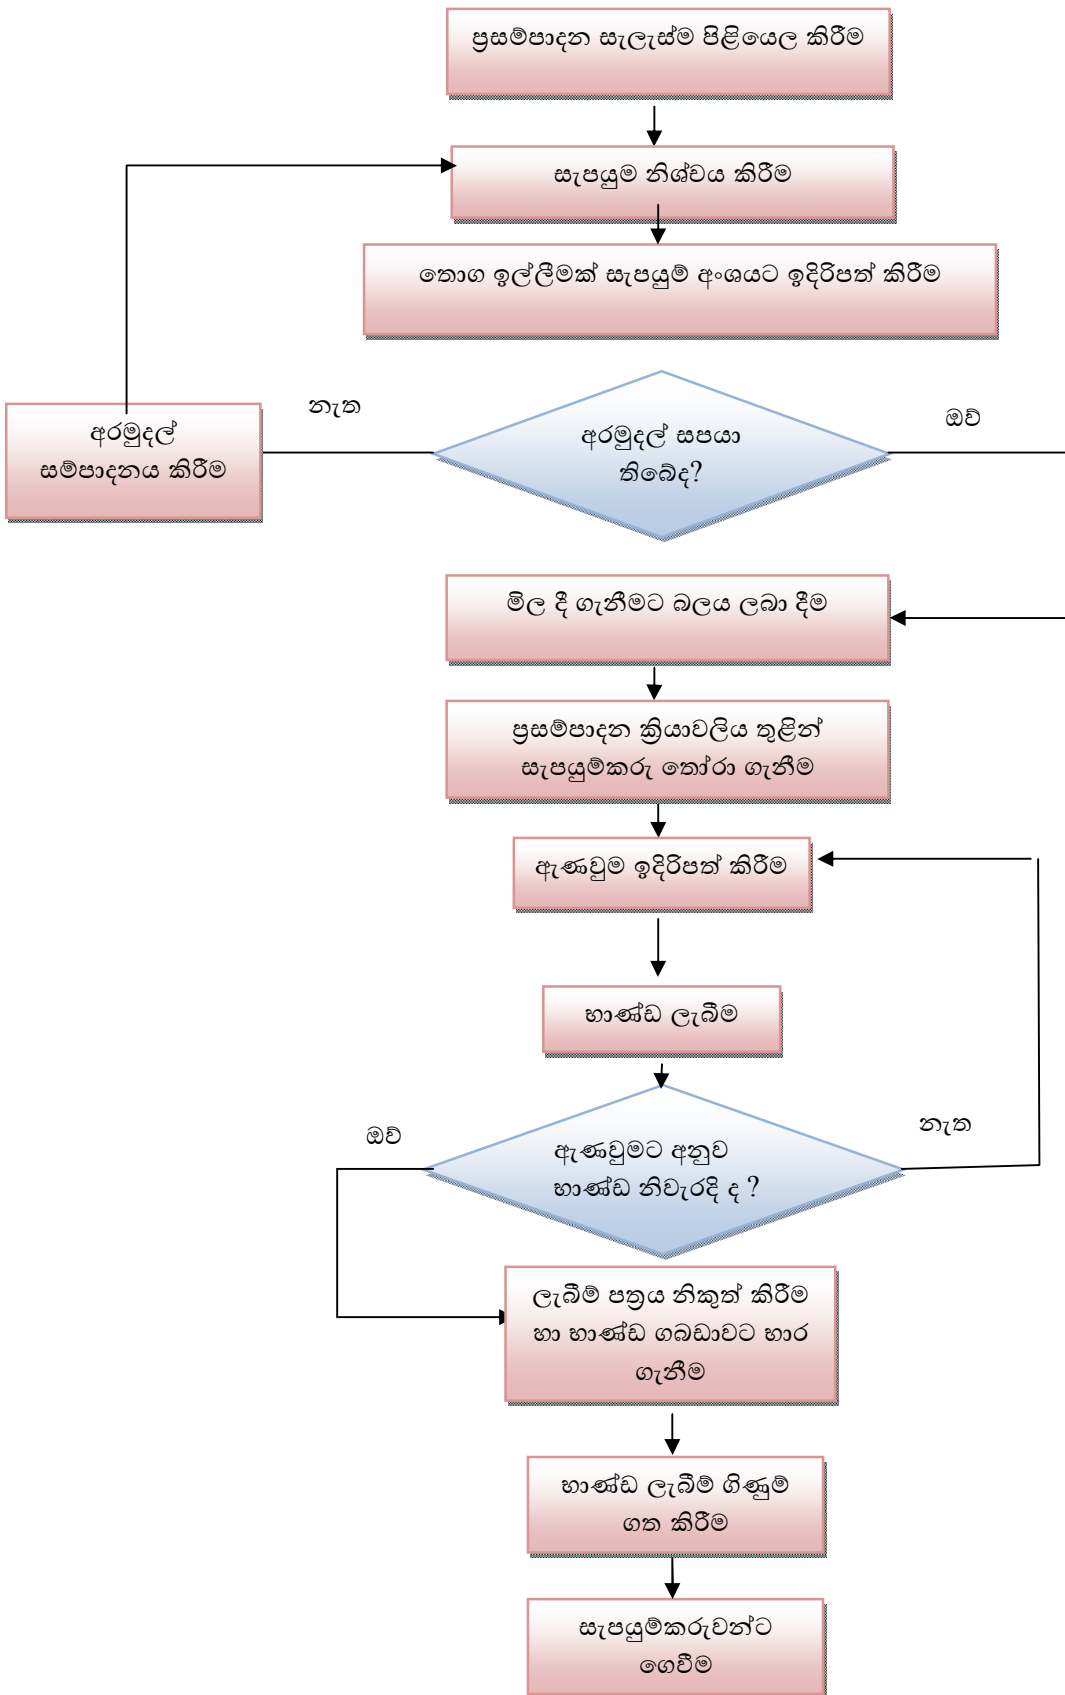 ප්‍රසම්පාදන සැලැස්ම පිළියෙල කිරීම
සැපයුම නිශ්චය කිරීම
තොග ඉල්ලීමක් සැපයුම් අංශයට ඉදිරිපත් කිරීම
නැත
ඔව්
අරමුදල්
සම්පාදනය කිරීම
අරමුදල් සපයා
තිබේද?
මිල දී ගැනීමට බලය ලබා දීම
ප්‍රසම්පාදන ක්‍රියාවලිය තුළින්
සැපයුම්කරු තෝරා ගැනීම
ඇණවුම ඉදිරිපත් කිරීම
භාණ්ඩ ලැබීම
ඔව්
නැත
ඇණවුමට අනුව
භාණ්ඩ නිවැරදි ද ?
ලැබීම් පත්‍රය නිකුත් කිරීම
හා භාණ්ඩ ගබඩාවට භාර
ගැනීම
භාණ්ඩ ලැබීම් ගිණුම්
ගත කිරීම
සැපයුම්කරුවන්ට
ගෙවීම